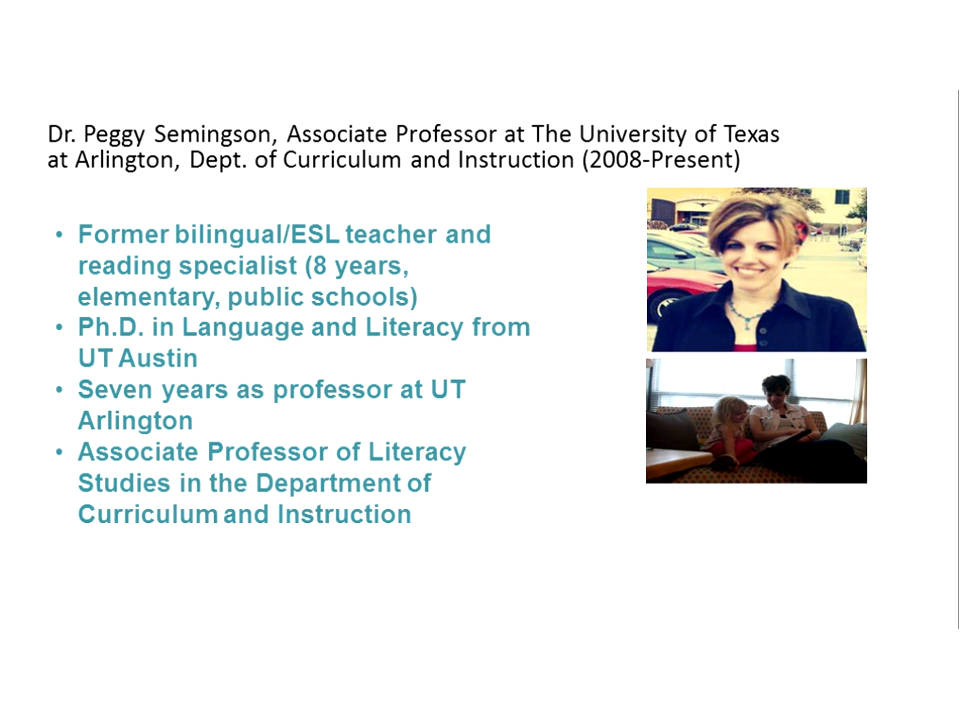 Dr. Peggy Semingson, Associate Professor at The University of Texas
at Arlington, Dept. of Curriculum and Instruction (2008-Present)
• Former bilingual/ESL teacher and
reading specialist (8 years,
elementary, public schools)
• Ph.D. in Language and Literacy from
UT Austin
• Seven years as professor at UT
Arlington
• Associate Professor of Literacy
Studies in the Department of
Curriculum and Instruction